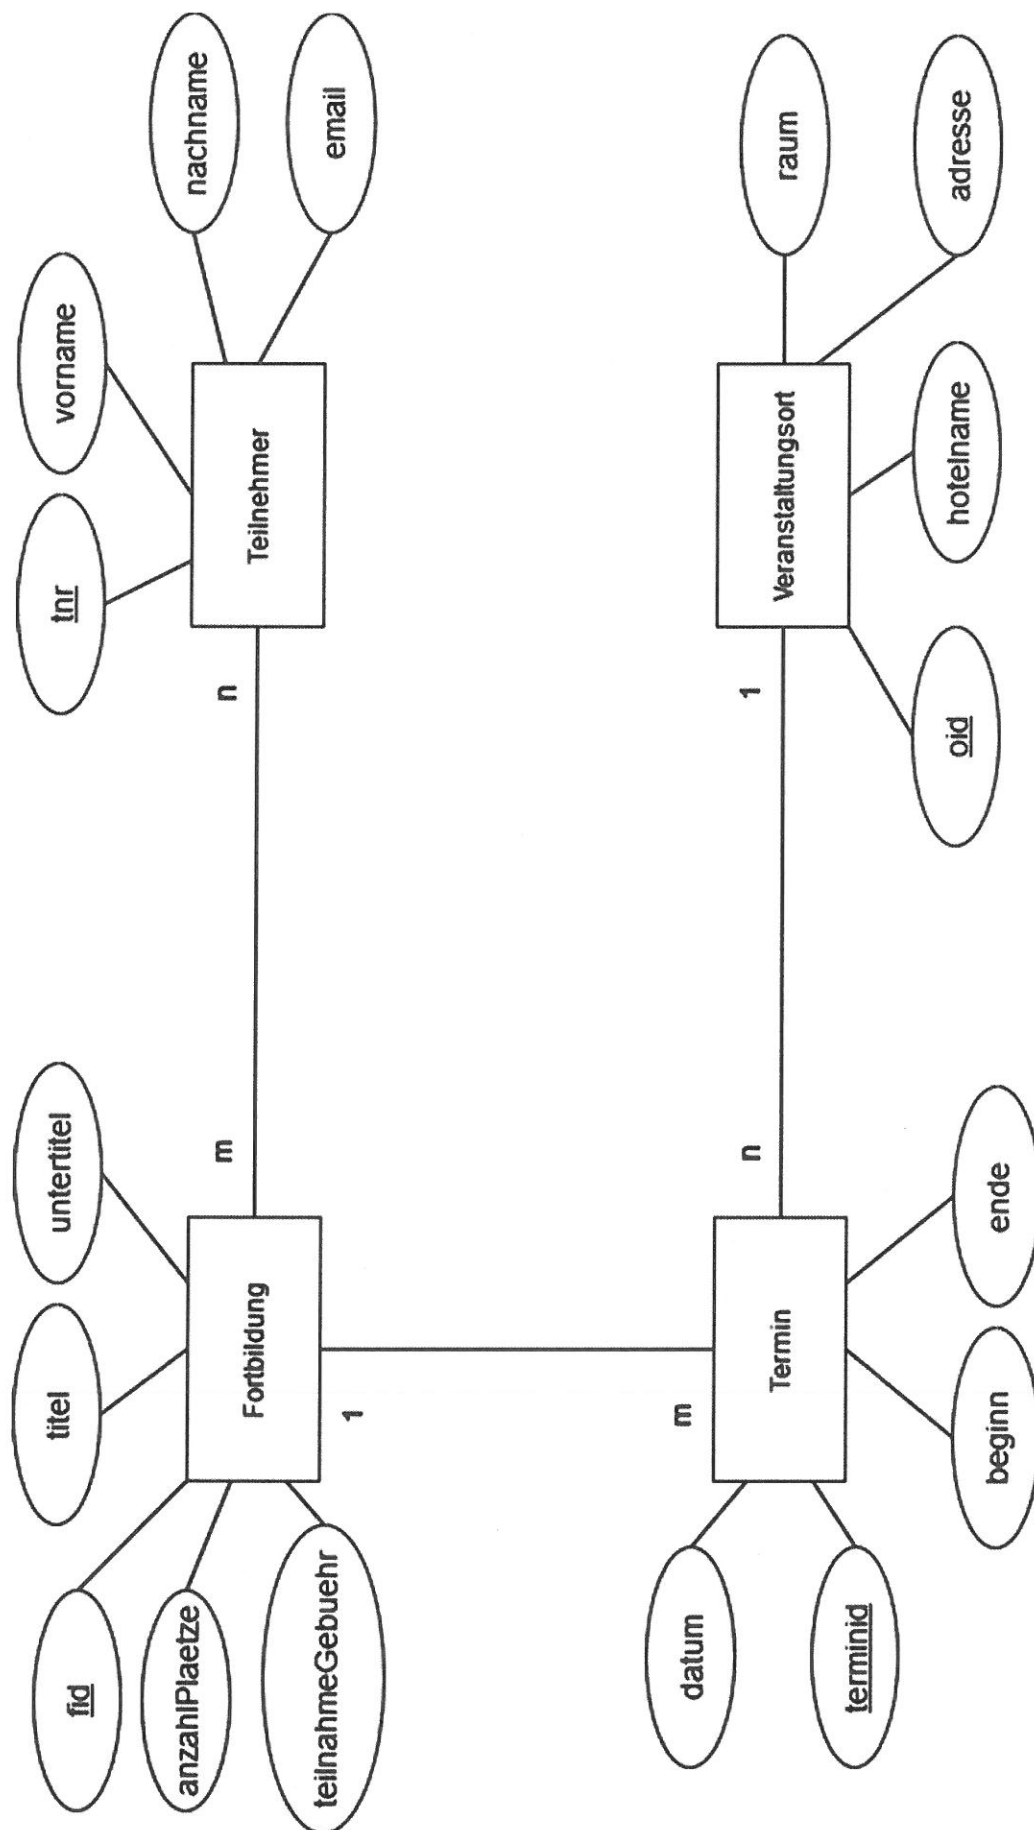 fid
titel
untertitel
anzahlPlaetze
teilnahmeGebuehr
Fortbildung
m
n
tnr
vorname
nachname
email
Teilnehmer
1
m
datum
terminid
Termin
beginn
ende
n
1
Veranstaltungsort
raum
oid
hotelname
adresse